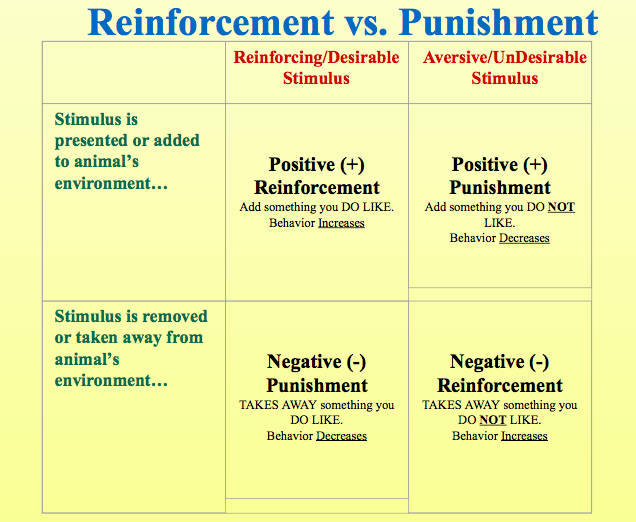 Reinforcement vs. Punishment
Reinforcing/Desirable
Stimulus
Aversive/UnDesirable
Stimulus
Stimulus is
presented or added
to animal's
environment…
Positive (+)
Reinforcement
Add something you DO LIKE.
Behavior Increases
Positive (+)
Punishment
Add something you DO NOT
LIKE.
Behavior Decreases
Stimulus is removed
or taken away from
animal's
environment…
Negative (-)
Punishment
TAKES AWAY something you
DO LIKE.
Behavior Decreases
Negative (-)
Reinforcement
TAKES AWAY something you
DO NOT LIKE.
Behavior Increases